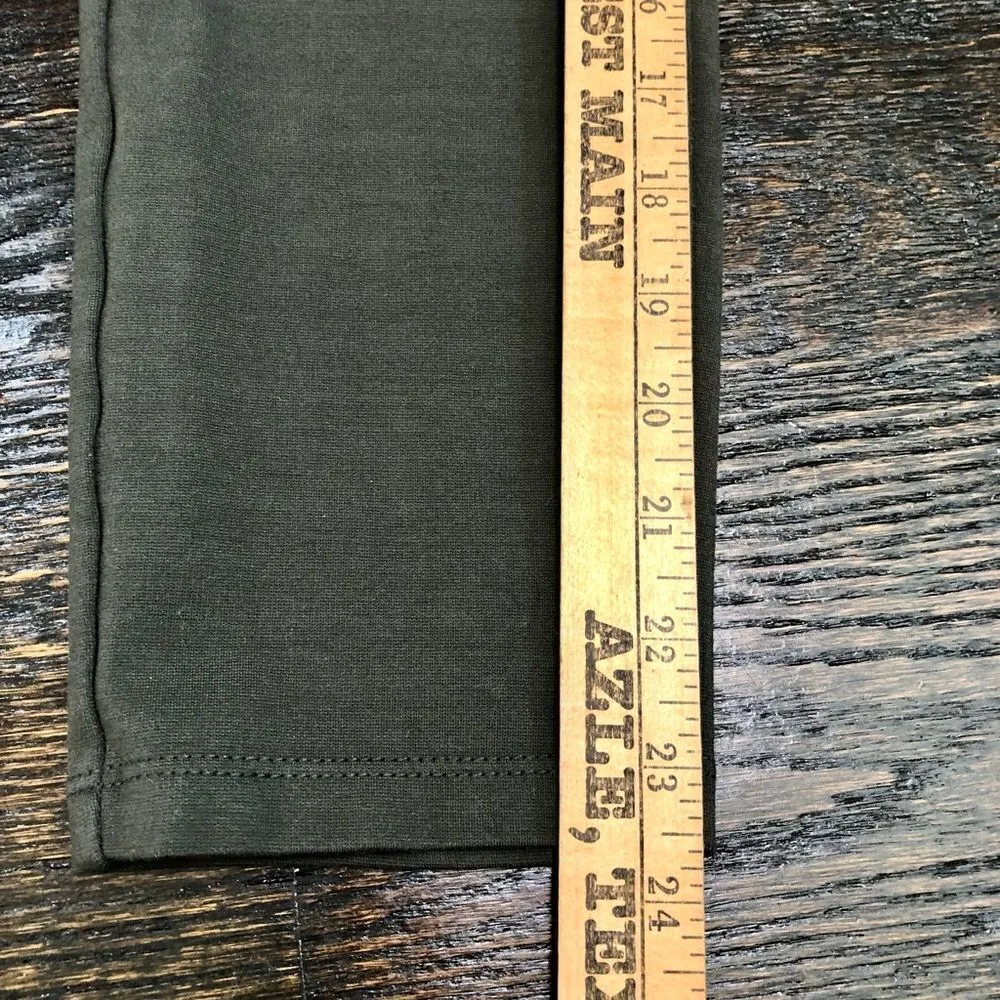 ST MAIN
AZLE, TEX
6 17 18 19 20 21 22 23 24